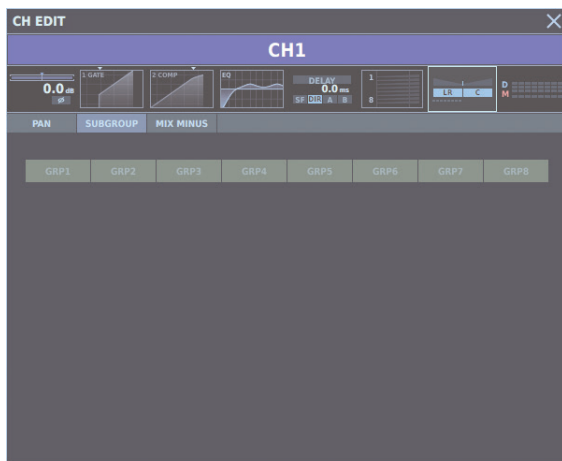 CH EDIT
CH1
0.0 dB
Ø
1 GATE
2 COMP
EQ
DELAY
0.0 ms
SF DIR A B
1
8
LR C
D
M
PAN SUBGROUP MIX MINUS
GRP1 GRP2 GRP3 GRP4 GRP5 GRP6 GRP7 GRP8